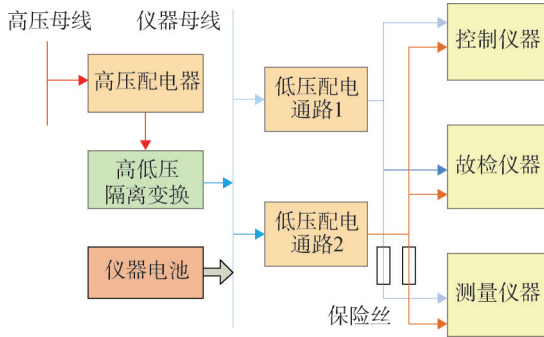 高压母线
仪器母线
高压配电器
高低压
隔离变换
仪器电池
低压配电
通路1
低压配电
通路2
保险丝
控制仪器
故检仪器
测量仪器